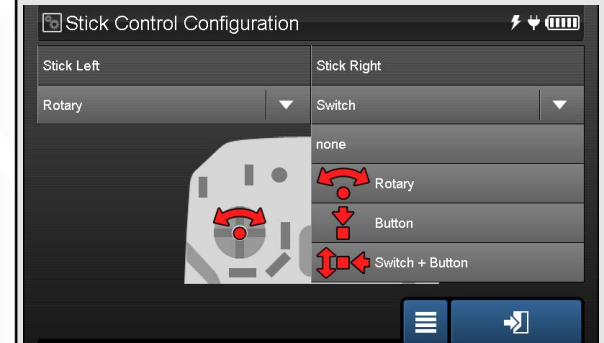 Stick Control Configuration
Stick Left
Stick Right
Rotary
Switch
none
Rotary
Button
Switch + Button